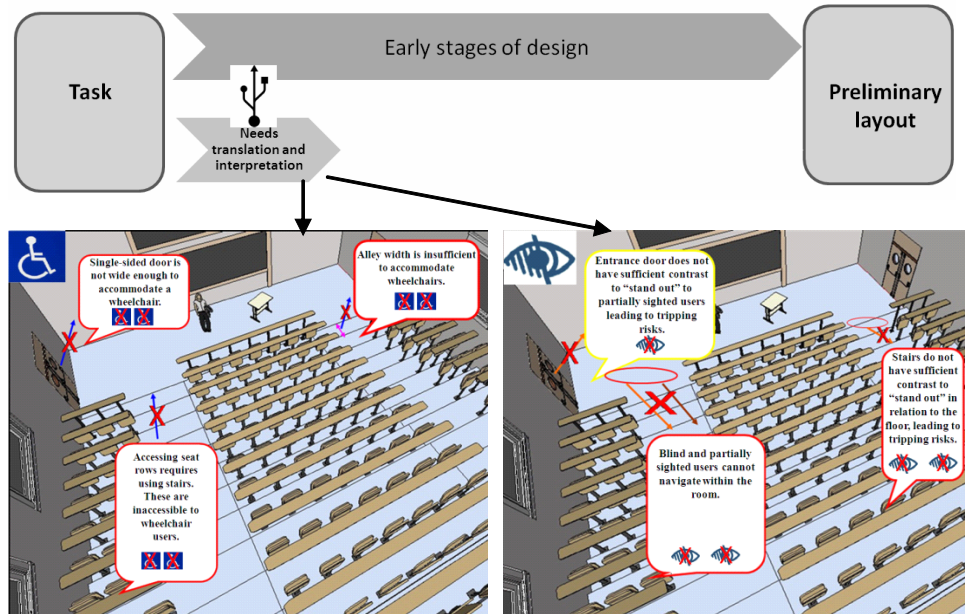 Early stages of design
Task
Preliminary
layout
Needs
translation and
interpretation
Single-sided door is
not wide enough to
accommodate a
wheelchair.
Alley width is insufficient
to accommodate
wheelchairs.
Accessing seat
rows requires
using stairs.
These are
inaccessible to
wheelchair
users.
Entrance door does not
have sufficient contrast
to “stand out” to
partially sighted users
leading to tripping
risks.
Stairs do not
have sufficient
contrast to
“stand out” in
relation to the
floor, leading to
tripping risks.
Blind and partially
sighted users cannot
navigate within the
room.